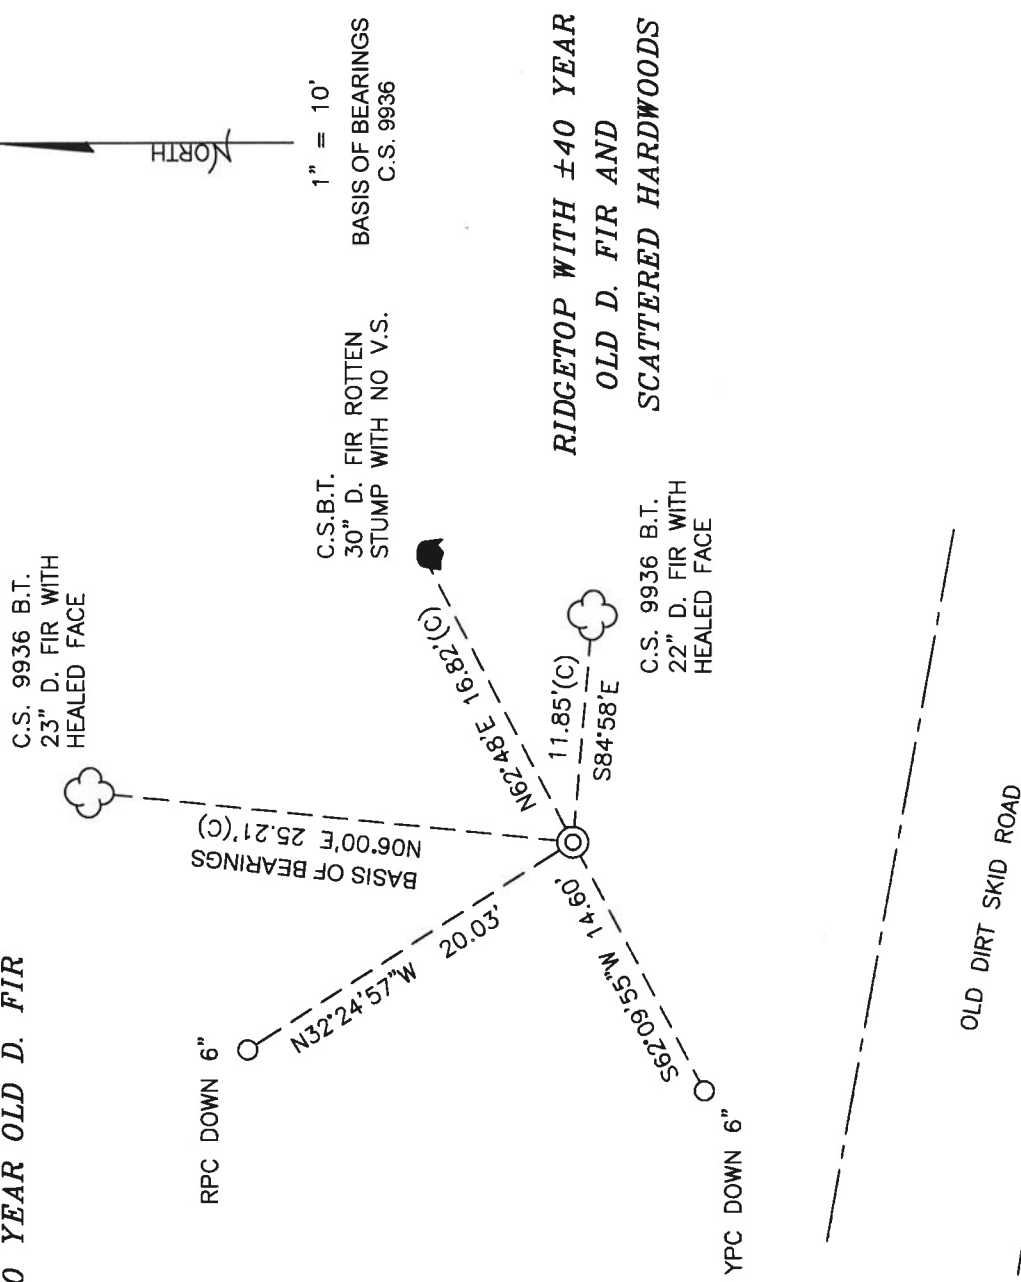 0 YEAR OLD D. FIR
C.S. 9936 B.T.
23" D. FIR WITH
HEALED FACE
NORTH
1" = 10'
BASIS OF BEARINGS
C.S. 9936
C.S.B.T.
30" D. FIR ROTTEN
STUMP WITH NO V.S.
RIDGETOP WITH ±40 YEAR
OLD D. FIR AND
SCATTERED HARDWOODS
RPC DOWN 6"
N32°24'57"W 20.03'
BASIS OF BEARINGS
N06°00'E 25.21'(C)
N62°48'E 16.82'(C)
11.85'(C)
S84°58'E
C.S. 9936 B.T.
22" D. FIR WITH
HEALED FACE
S62°09'55"W 14.60'
YPC DOWN 6"
OLD DIRT SKID ROAD